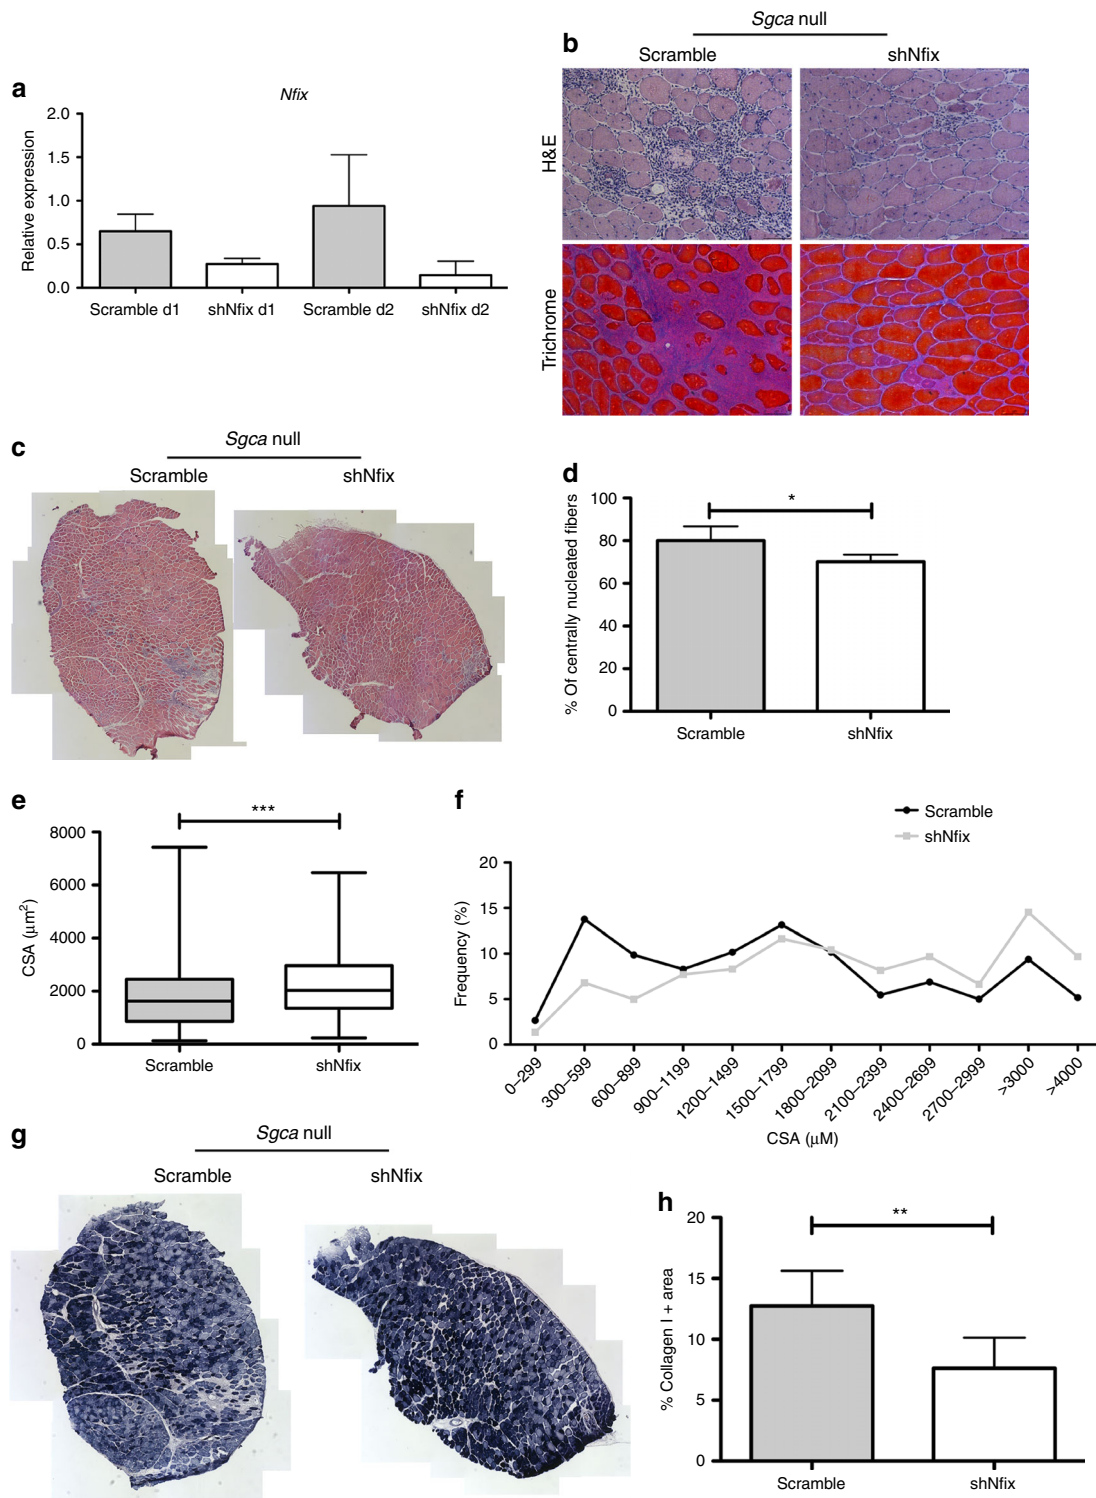 a
Nfix
Relative expression
2.0
1.5
1.0
0.5
0.0
Scramble d1
shNfix d1
Scramble d2
shNfix d2
b
Sgca null
Scramble
shNfix
H&E
Trichrome
c
Sgca null
Scramble
shNfix
d
% Of centrally nucleated fibers
100
80
60
40
20
0
*
Scramble
shNfix
e
CSA (μm²)
8000
6000
4000
2000
0
***
Scramble
shNfix
f
Scramble
shNfix
Frequency (%)
20
15
10
5
0
0–299
300–599
600–899
900–1199
1200–1499
1500–1799
1800–2099
2100–2399
2400–2699
2700–2999
>3000
>4000
CSA (μM)
g
Sgca null
Scramble
shNfix
h
% Collagen I + area
20
15
10
5
0
**
Scramble
shNfix